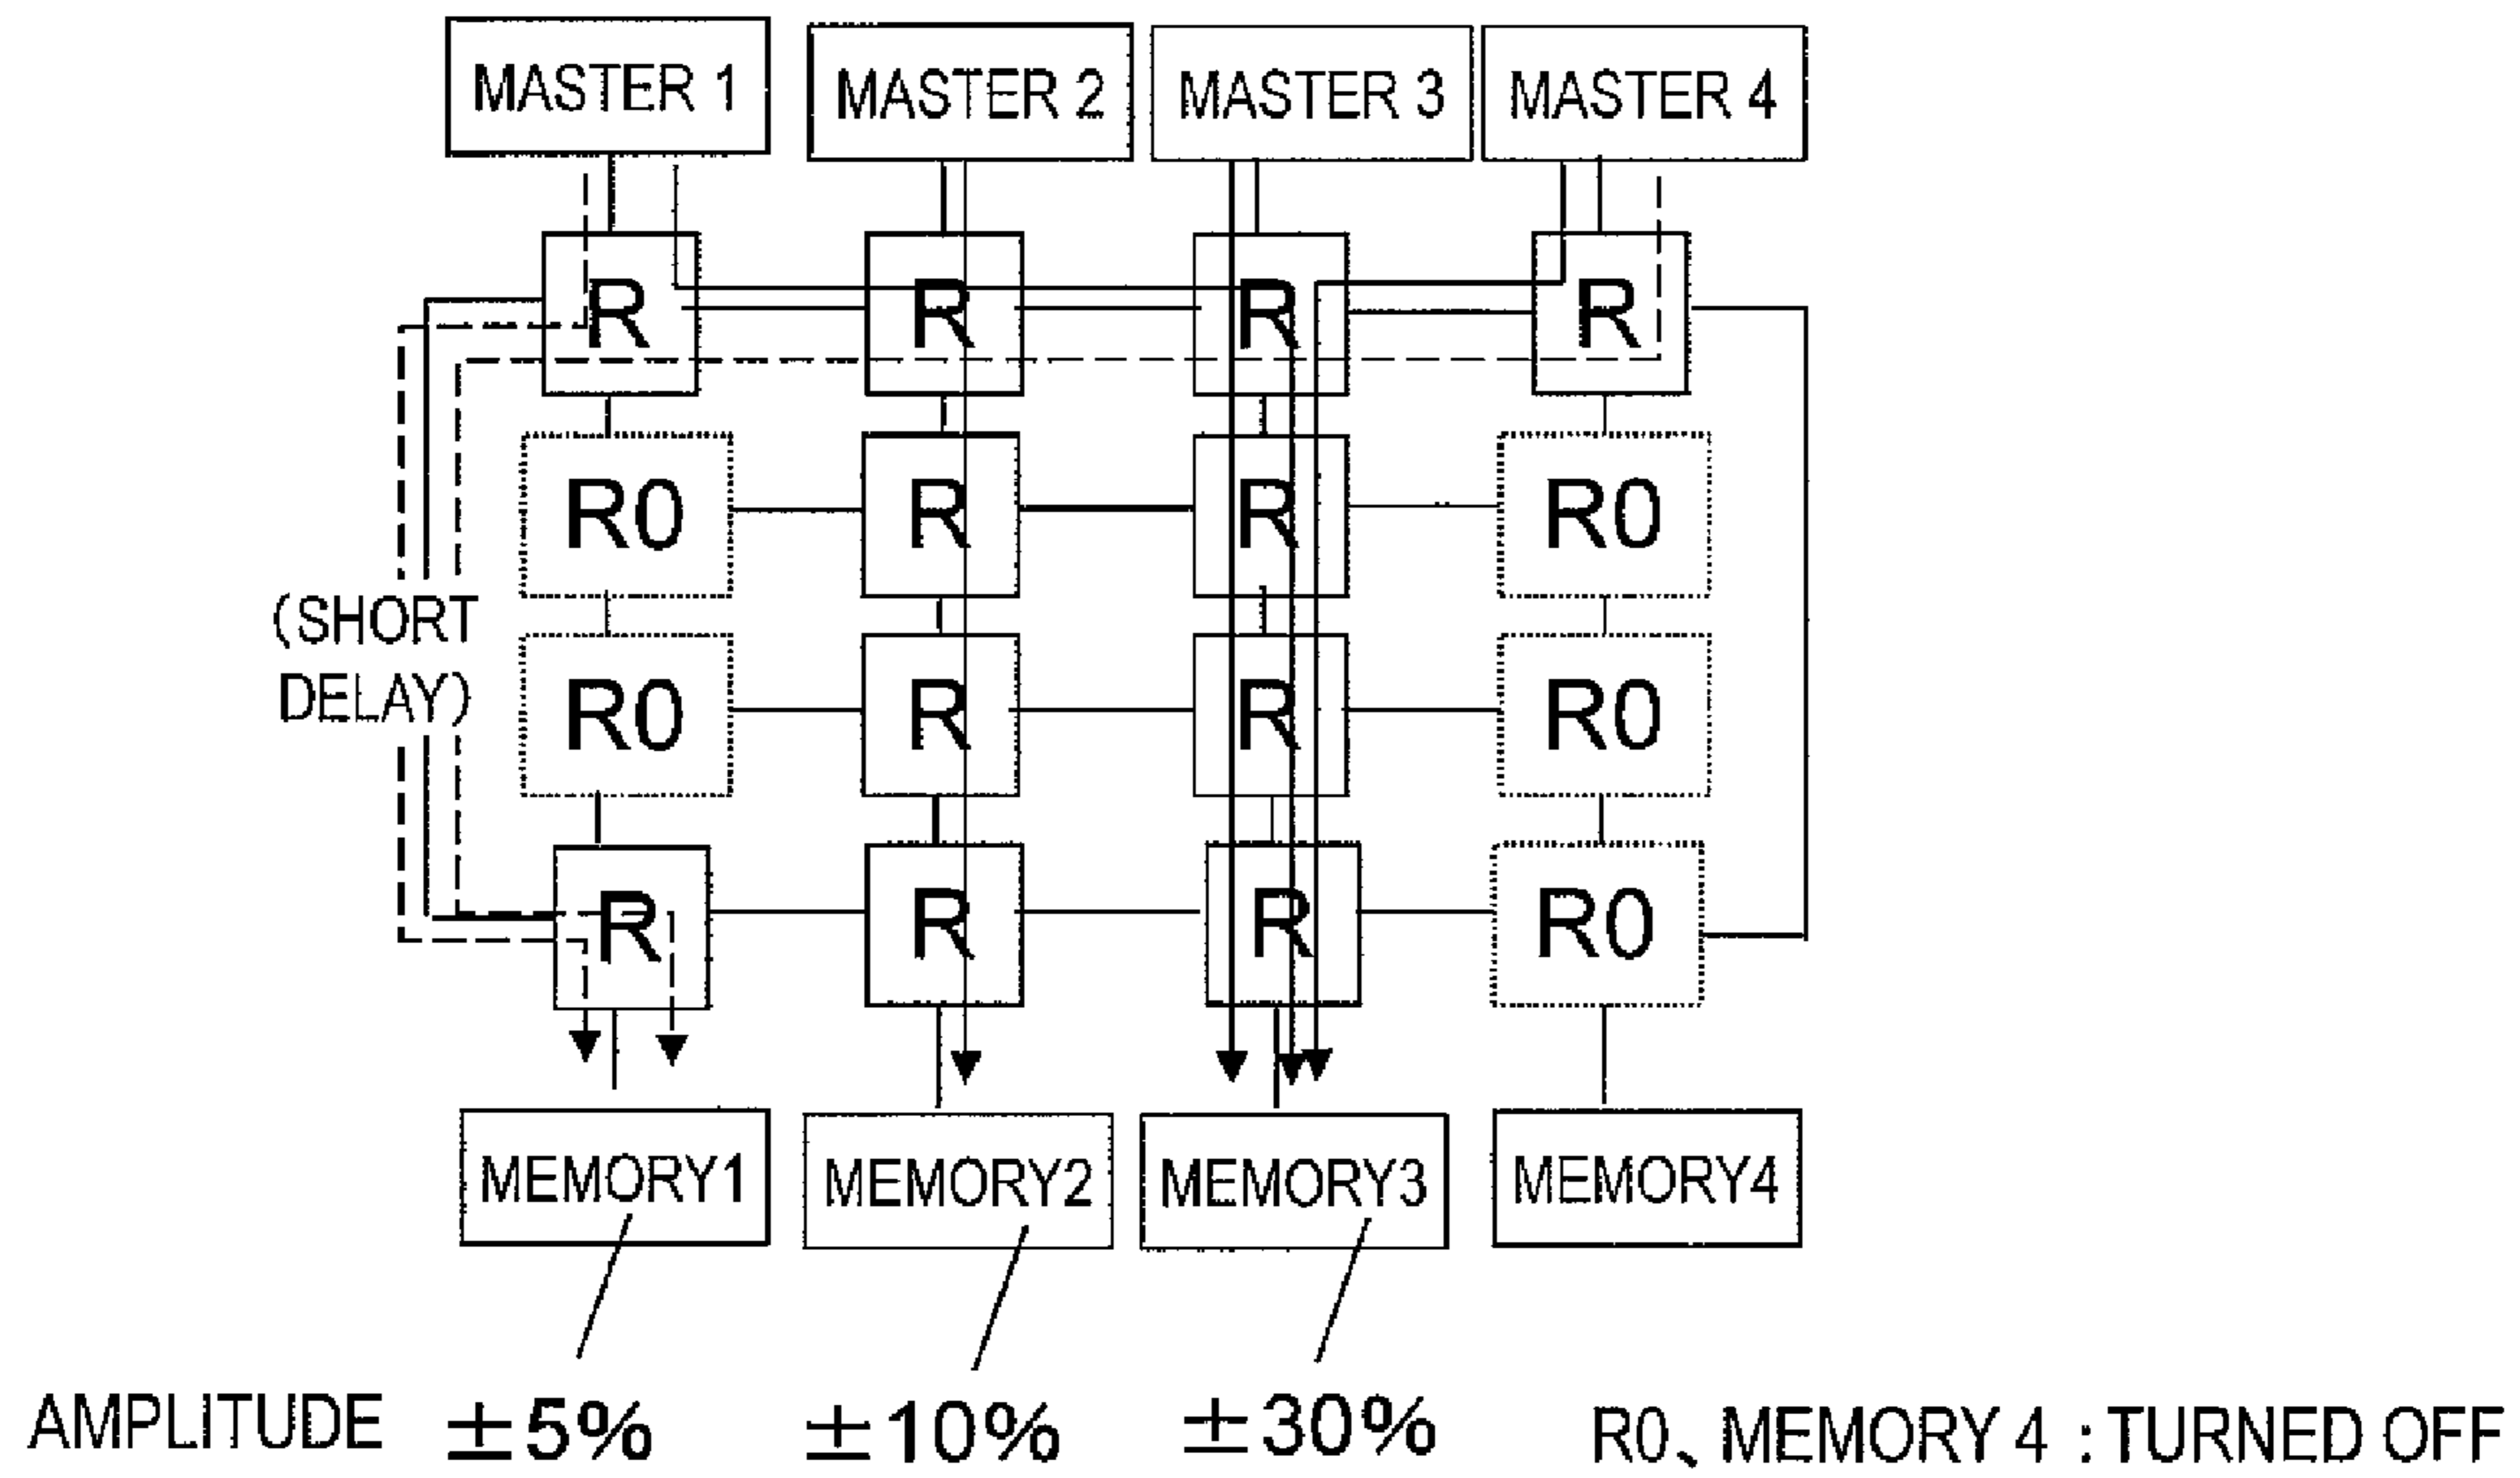 MASTER 1 MASTER 2 MASTER 3 MASTER 4
R R R R
R0 R R R0
(SHORT
DELAY)
R0 R R R0
R R R R0
MEMORY1 MEMORY2 MEMORY3 MEMORY4
AMPLITUDE ±5% ±10% ±30% R0、MEMORY 4 : TURNED OFF